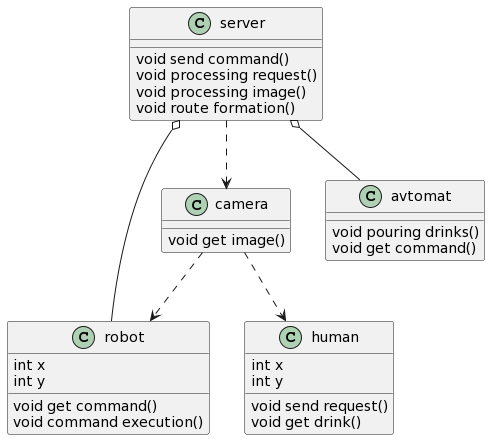 C server
void send command()
void processing request()
void processing image()
void route formation()
C camera
void get image()
C avtomat
void pouring drinks()
void get command()
C robot
int x
int y
void get command()
void command execution()
C human
int x
int y
void send request()
void get drink()